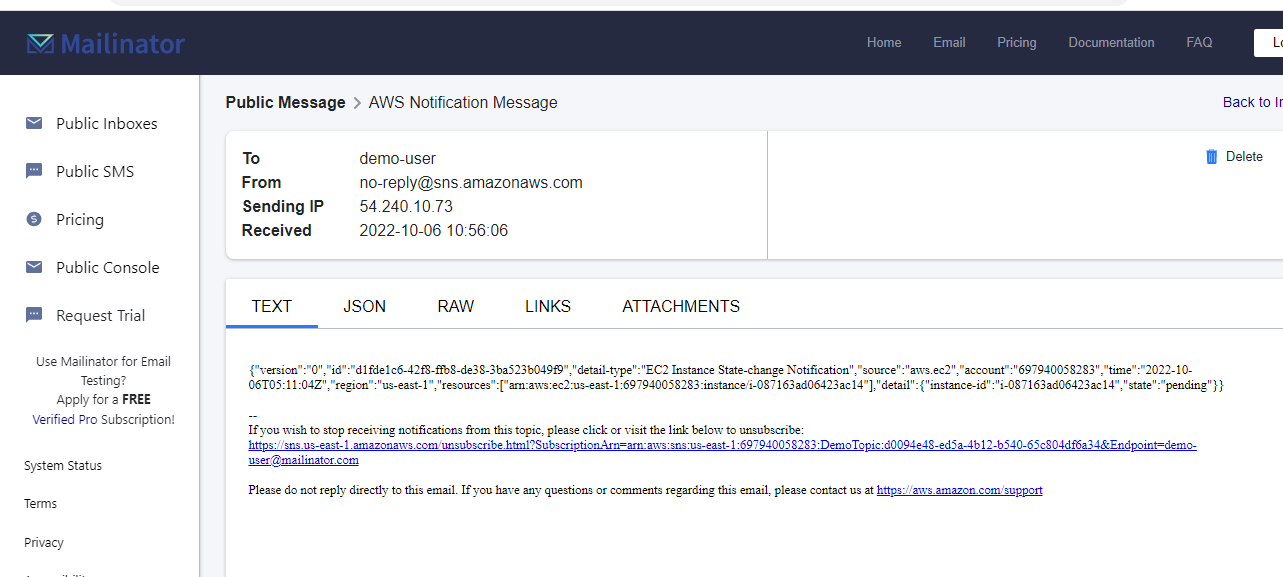 Mailinator
Home Email Pricing Documentation FAQ
Public Inboxes
Public SMS
Pricing
Public Console
Request Trial
Use Mailinator for Email
Testing?
Apply for a FREE
Verified Pro Subscription!
System Status
Terms
Privacy
Public Message > AWS Notification Message
Back to
To demo-user
From no-reply@sns.amazonaws.com
Sending IP 54.240.10.73
Received 2022-10-06 10:56:06
Delete
TEXT JSON RAW LINKS ATTACHMENTS
{"version":"0","id":"d1fde1c6-42f8-ffb8-de38-3ba523b049f9","detail-type":"EC2 Instance State-change Notification","source":"aws.ec2","account":"697940058283","time":"2022-10-
06T05:11:04Z","region":"us-east-1","resources":["arn:aws:ec2:us-east-1:697940058283:instance/i-087163ad06423ac14"],"detail":{"instance-id":"i-087163ad06423ac14","state":"pending"}}
--
If you wish to stop receiving notifications from this topic, please click or visit the link below to unsubscribe:
https://sns.us-east-1.amazonaws.com/unsubscribe.html?SubscriptionArn=arn:aws:sns:us-east-1:697940058283:DemoTopic:d0094e48-ed5a-4b12-b540-65c804df6a34&Endpoint=demo-
user@mailinator.com
Please do not reply directly to this email. If you have any questions or comments regarding this email, please contact us at https://aws.amazon.com/support